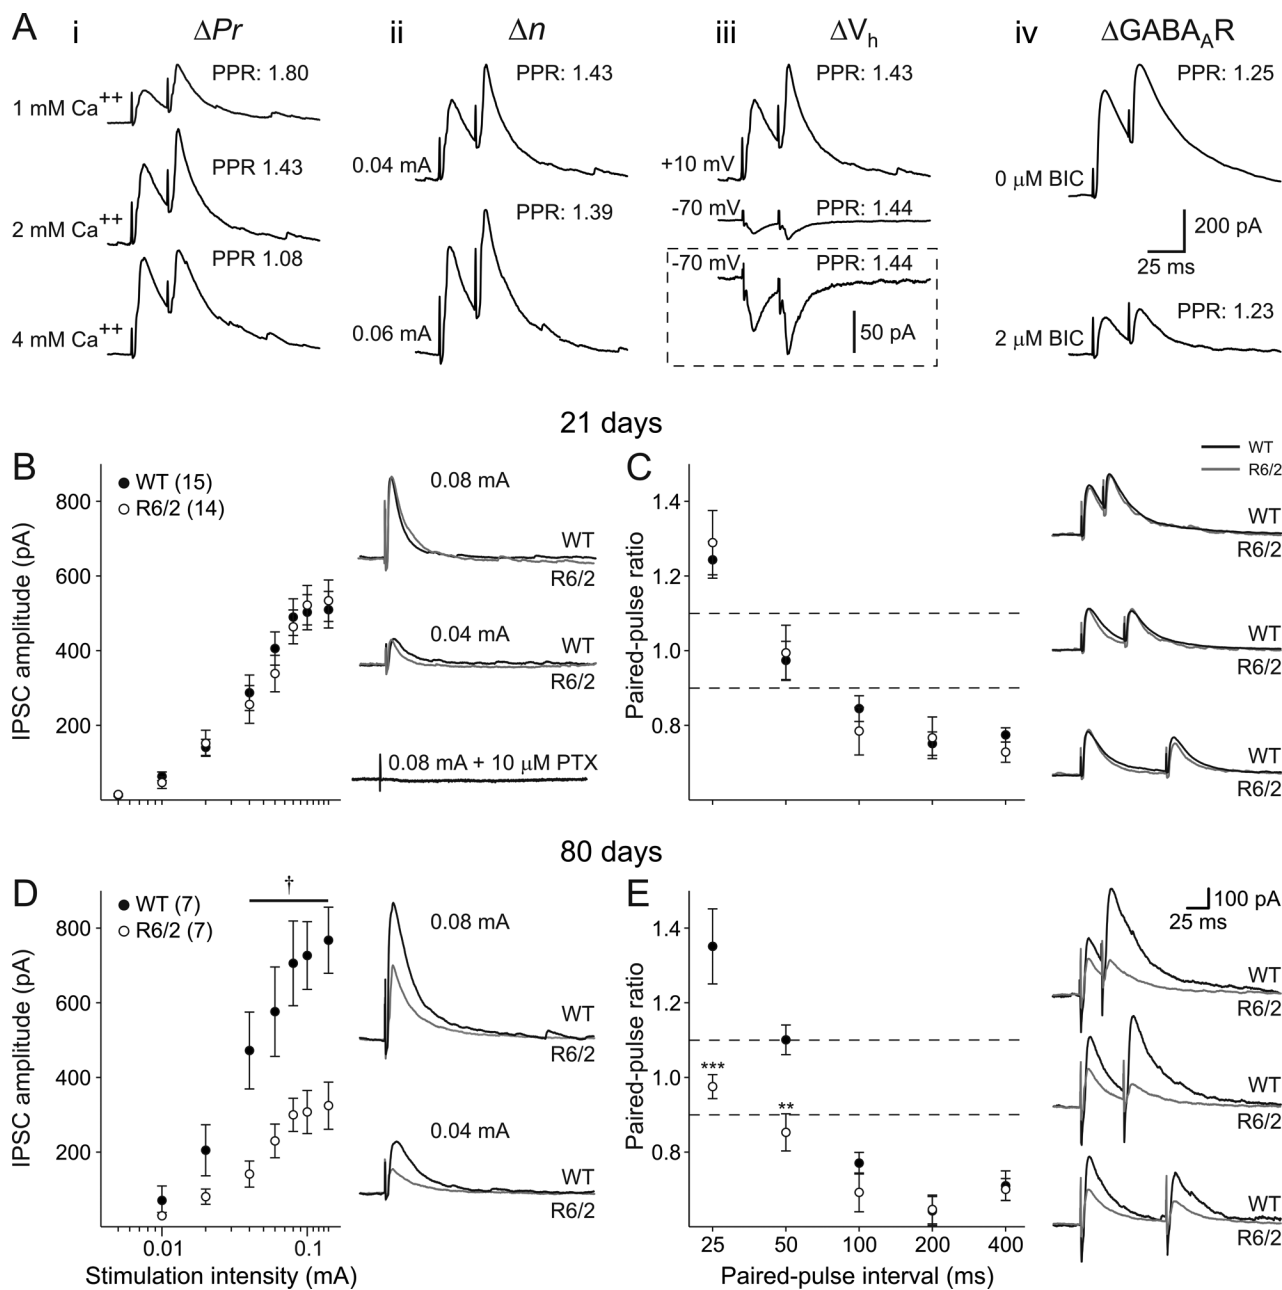 A
i
ΔPr
PPR: 1.80
1 mM Ca++
PPR 1.43
2 mM Ca++
PPR 1.08
4 mM Ca++
ii
Δn
PPR: 1.43
0.04 mA
PPR: 1.39
0.06 mA
iii
ΔVh
PPR: 1.43
+10 mV
-70 mV
PPR: 1.44
-70 mV
PPR: 1.44
50 pA
iv
ΔGABAAR
PPR: 1.25
0 μM BIC
200 pA
25 ms
PPR: 1.23
2 μM BIC
21 days
B
WT (15)
R6/2 (14)
800
600
400
200
IPSC amplitude (pA)
0.08 mA
WT
R6/2
0.04 mA
WT
R6/2
0.08 mA + 10 μM PTX
C
1.4
1.2
1.0
0.8
Paired-pulse ratio
WT
R6/2
WT
R6/2
WT
R6/2
WT
R6/2
80 days
D
WT (7)
R6/2 (7)
†
800
600
400
200
IPSC amplitude (pA)
0.01
0.1
Stimulation intensity (mA)
0.08 mA
WT
R6/2
0.04 mA
WT
R6/2
E
1.4
1.2
1.0
0.8
Paired-pulse ratio
***
**
25
50
100
200
400
Paired-pulse interval (ms)
100 pA
25 ms
WT
R6/2
WT
R6/2
WT
R6/2